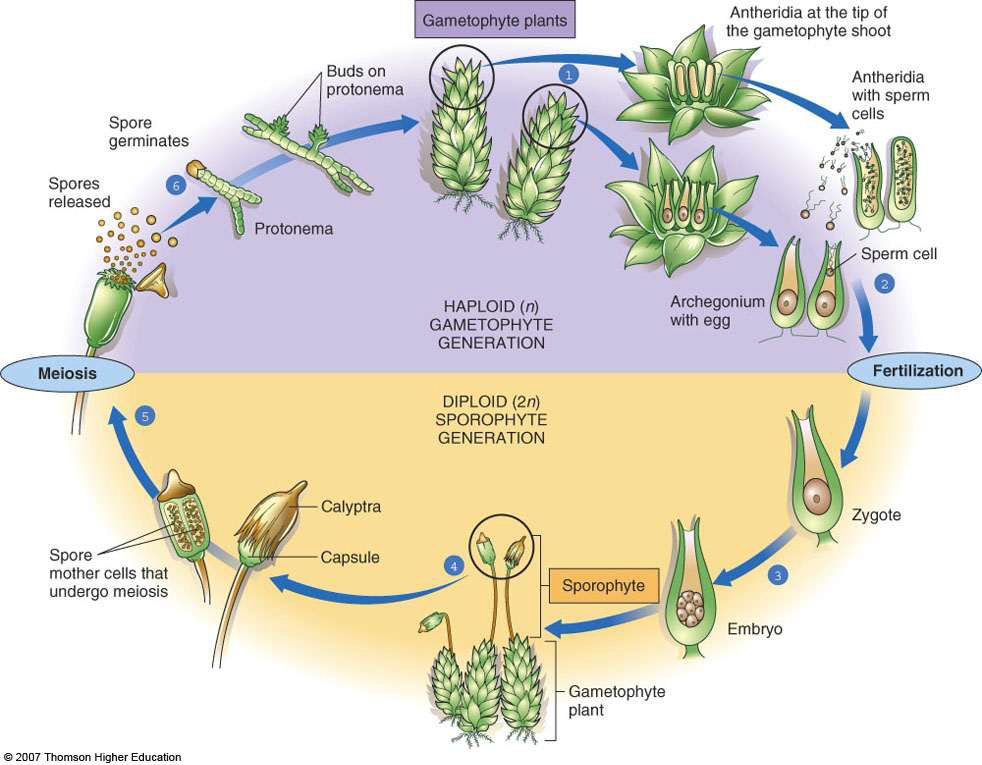 Gametophyte plants
Antheridia at the tip of
the gametophyte shoot
Buds on
protonema
1
Antheridia
with sperm
cells
Spore
germinates
Spores
released
6
Protonema
Sperm cell
2
Archegonium
with egg
HAPLOID (n)
GAMETOPHYTE
GENERATION
Meiosis
Fertilization
DIPLOID (2n)
SPOROPHYTE
GENERATION
5
Calyptra
Zygote
Capsule
Spore
mother cells that
undergo meiosis
4
Sporophyte
3
Embryo
Gametophyte
plant
© 2007 Thomson Higher Education